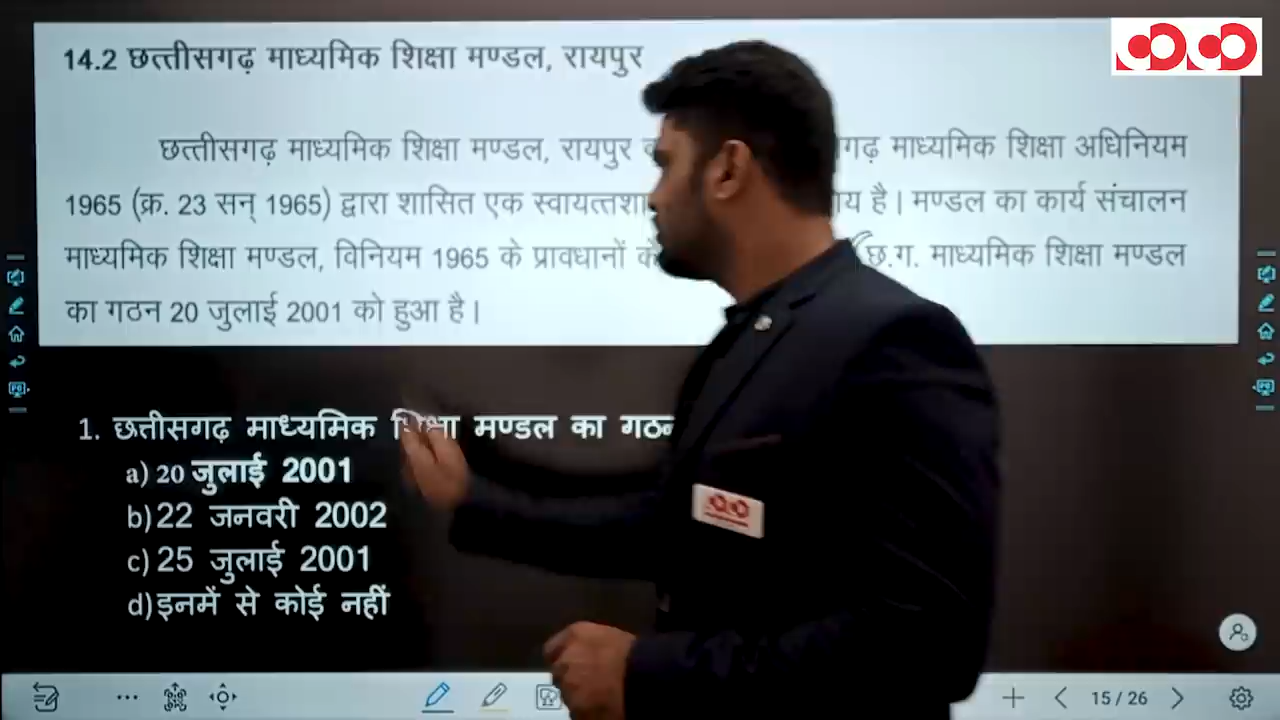 14.2 छत्तीसगढ़ माध्यमिक शिक्षा मण्डल, रायपुर
छत्तीसगढ़ माध्यमिक शिक्षा मण्डल, रायपुर गढ़ माध्यमिक शिक्षा अधिनियम
1965 (क्र. 23 सन् 1965) द्वारा शासित एक स्वायत्तशा य है। मण्डल का कार्य संचालन
माध्यमिक शिक्षा मण्डल, विनियम 1965 के प्रावधानों छ.ग. माध्यमिक शिक्षा मण्डल
का गठन 20 जुलाई 2001 को हुआ है।
1. छत्तीसगढ़ माध्यमिक शिक्षा मण्डल का गठन
a) 20 जुलाई 2001
b) 22 जनवरी 2002
c) 25 जुलाई 2001
d) इनमें से कोई नहीं
15 / 26